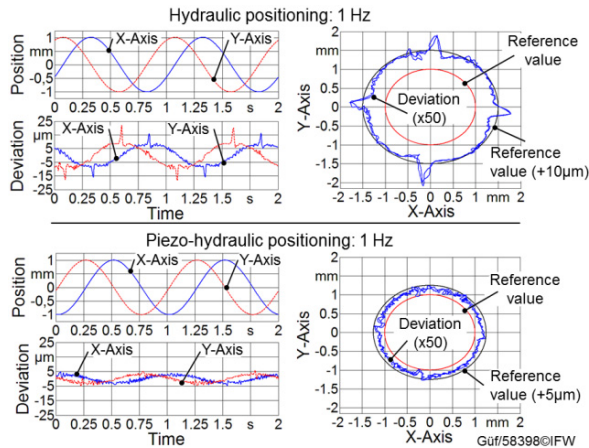 Hydraulic positioning: 1 Hz
Position
1
mm
0
-0,5
-1
X-Axis
Y-Axis
0 0,25 0.5 0.75 1 1.25 1.5 s 2
Deviation
25
µm
5
-5
15
25
X-Axis
Y-Axis
0 0,25 0.5 0.75 1 1.25 1.5 s 2
Time
Y-Axis
2
mm
1
0.5
0
-0.5
-1
-1.5
-2
Reference
value
Deviation
(x50)
Reference
value (+10µm)
-2 -1.5 -1 -0.5 0 0.5 1 mm 2
X-Axis
Piezo-hydraulic positioning: 1 Hz
Position
1
mm
0
-0,5
-1
X-Axis
Y-Axis
0 0,25 0.5 0.75 1 1.25 1.5 s 2
Deviation
25
µm
5
-5
15
25
X-Axis
Y-Axis
0 0,25 0.5 0.75 1 1.25 1.5 s 2
Time
Y-Axis
2
mm
1
0.5
0
-0.5
-1
-1.5
-2
Reference
value
Deviation
(x50)
Reference
value (+5µm)
-2 -1.5 -1 -0.5 0 0.5 1 mm 2
X-Axis
Güf/58398©IFW